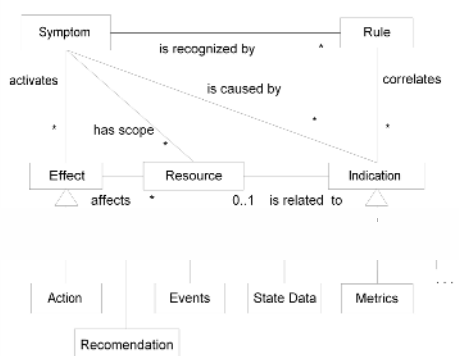 Symptom
Rule
is recognized by
*
activates
correlates
is caused by
*
*
has scope
*
*
Effect
Resource
Indication
affects
*
0..1
is related to
Action
Events
State Data
Metrics
. . .
Recomendation